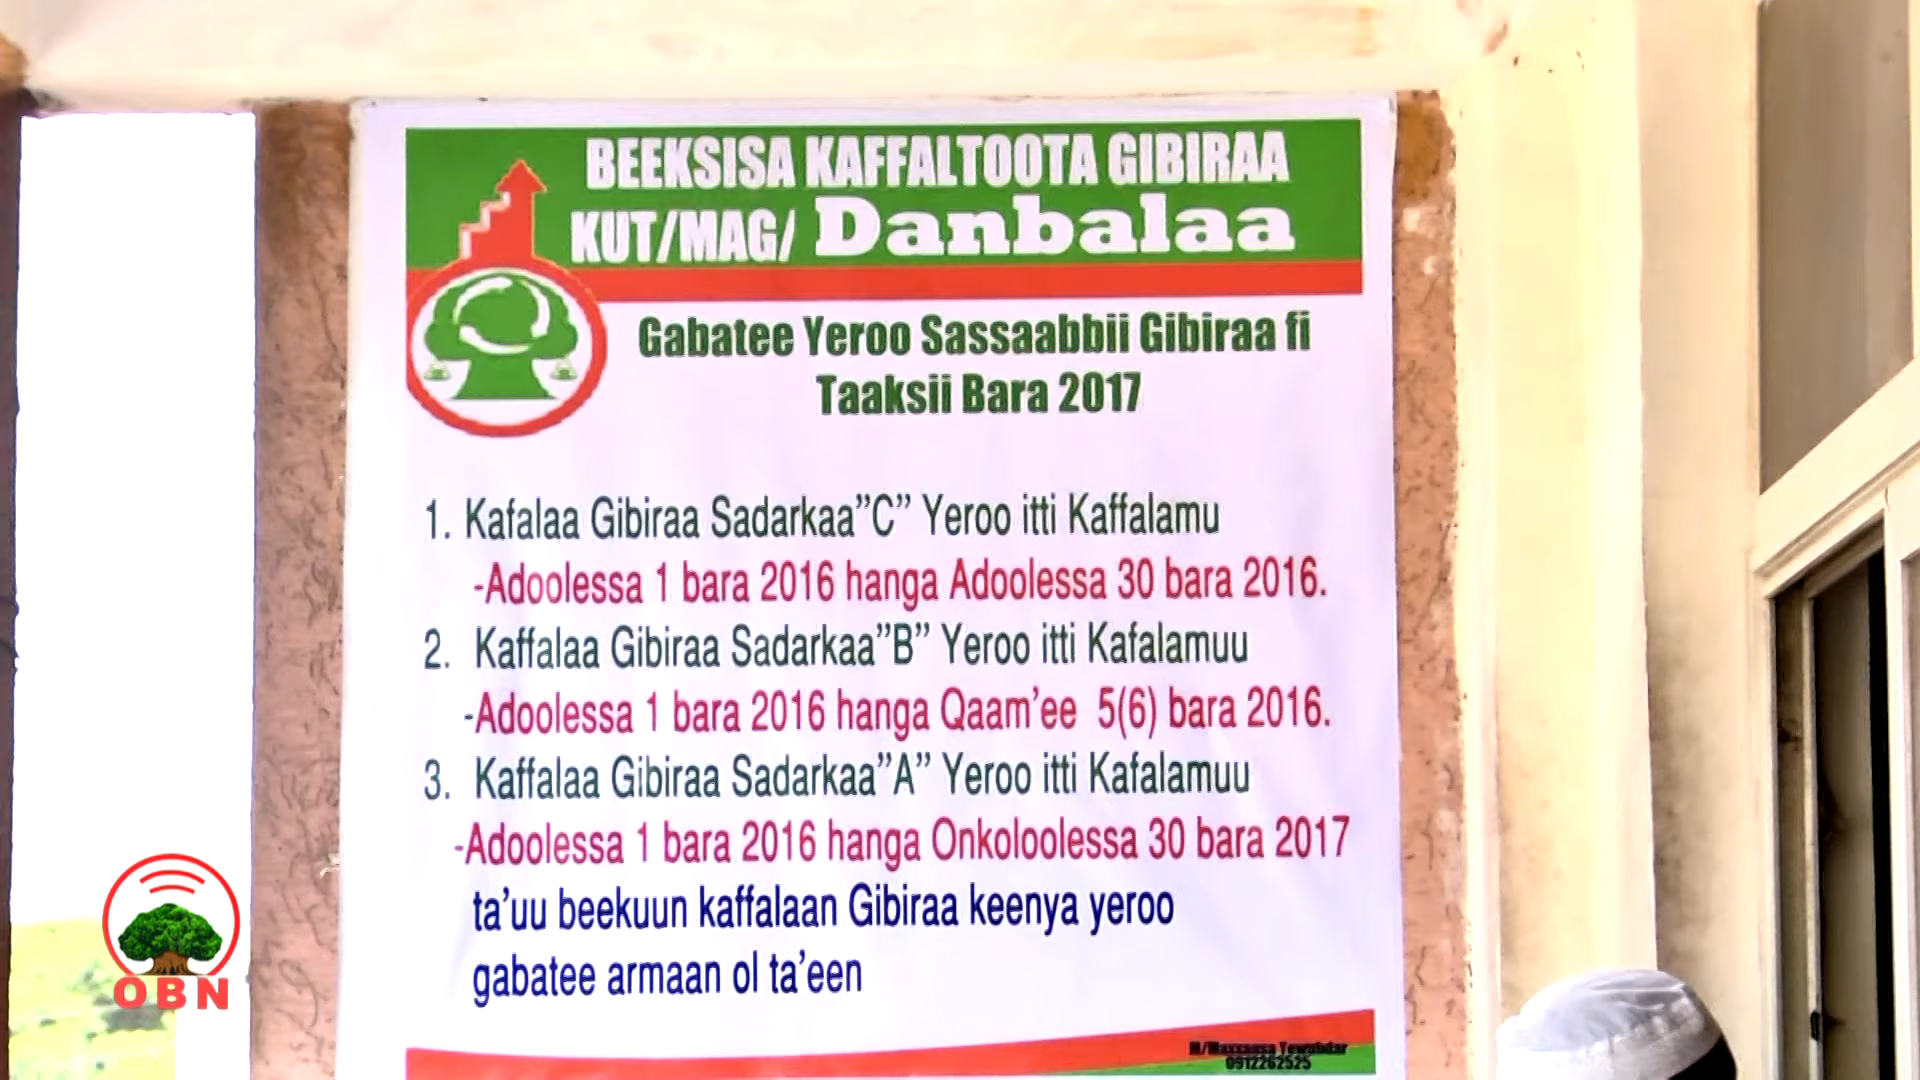 BEEKSISA KAFFALTOOTA GIBIRAA
KUT/MAG/ Danbalaa
Gabatee Yeroo Sassaabbii Gibiraa fi
Taaksii Bara 2017
1. Kafalaa Gibiraa Sadarkaa”C” Yeroo itti Kaffalamu
-Adoolessa 1 bara 2016 hanga Adoolessa 30 bara 2016.
2. Kaffalaa Gibiraa Sadarkaa”B” Yeroo itti Kafalamuu
-Adoolessa 1 bara 2016 hanga Qaam’ee 5(6) bara 2016.
3. Kaffalaa Gibiraa Sadarkaa”A” Yeroo itti Kafalamuu
-Adoolessa 1 bara 2016 hanga Onkoloolessa 30 bara 2017
ta’uu beekuun kaffalaan Gibiraa keenya yeroo
gabatee armaan ol ta’een
0912262525
OBN